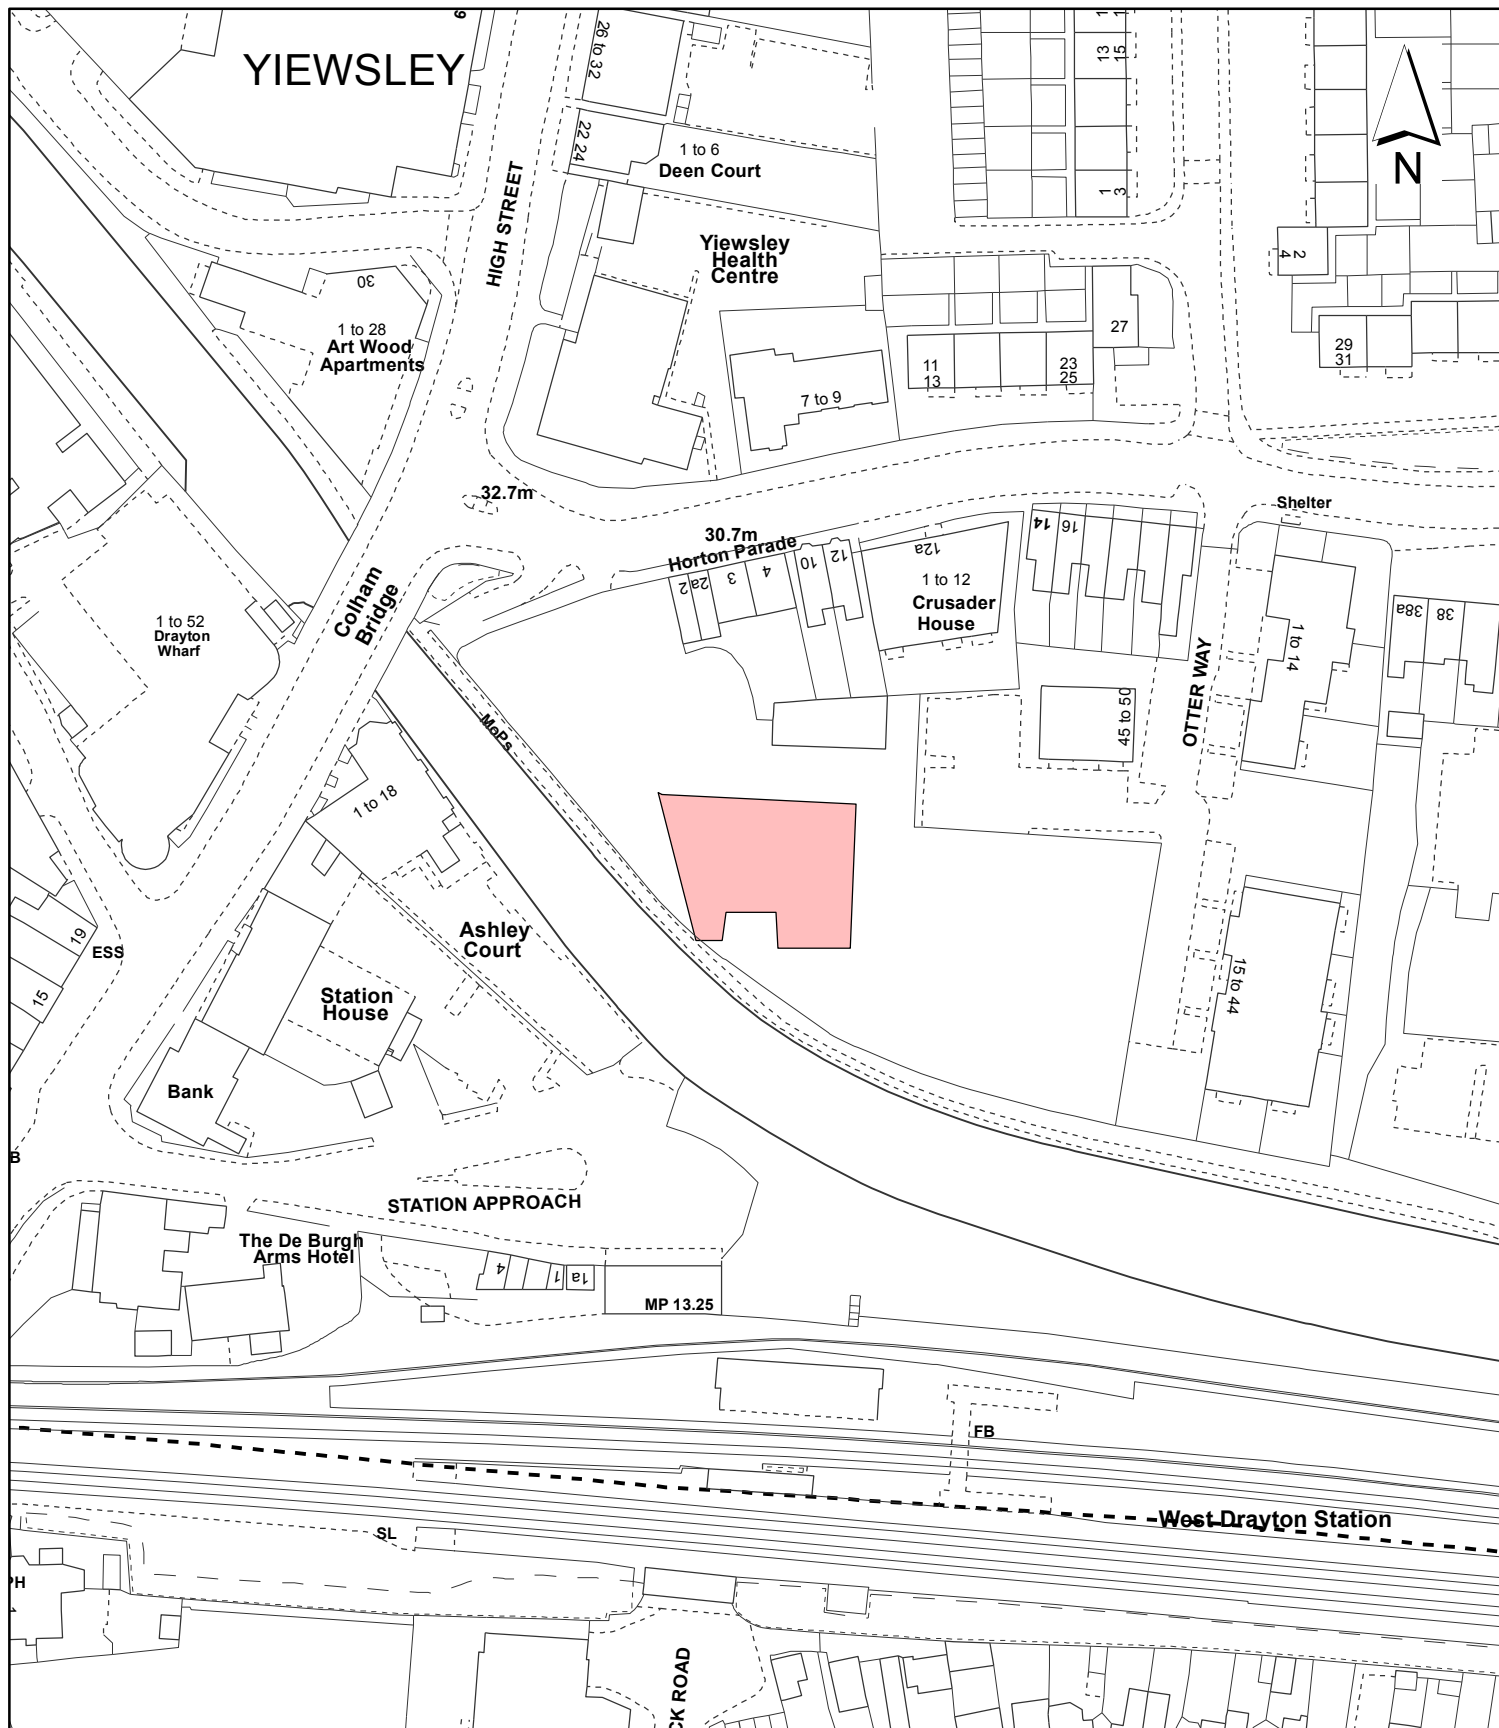 YIEWSLEY
9
26 to 32
22 24
1 to 6
Deen Court
HIGH STREET
Yiewsley
Health
Centre
13
15
1
3
N
2
4
30
1 to 28
Art Wood
Apartments
27
11
13
23
25
29
31
7 to 9
32.7m
30.7m
Horton Parade
Shelter
2
2a
3
4
10
12
12a
14
16
1 to 12
Crusader
House
Colham
Bridge
1 to 52
Drayton
Wharf
1 to 14
38a
38
OTTER WAY
45 to 50
MoPs
1 to 18
19
15
ESS
Ashley
Court
Station
House
15 to 44
Bank
B
STATION APPROACH
The De Burgh
Arms Hotel
4
1
1a
MP 13.25
FB
West Drayton Station
SL
PH
CK ROAD